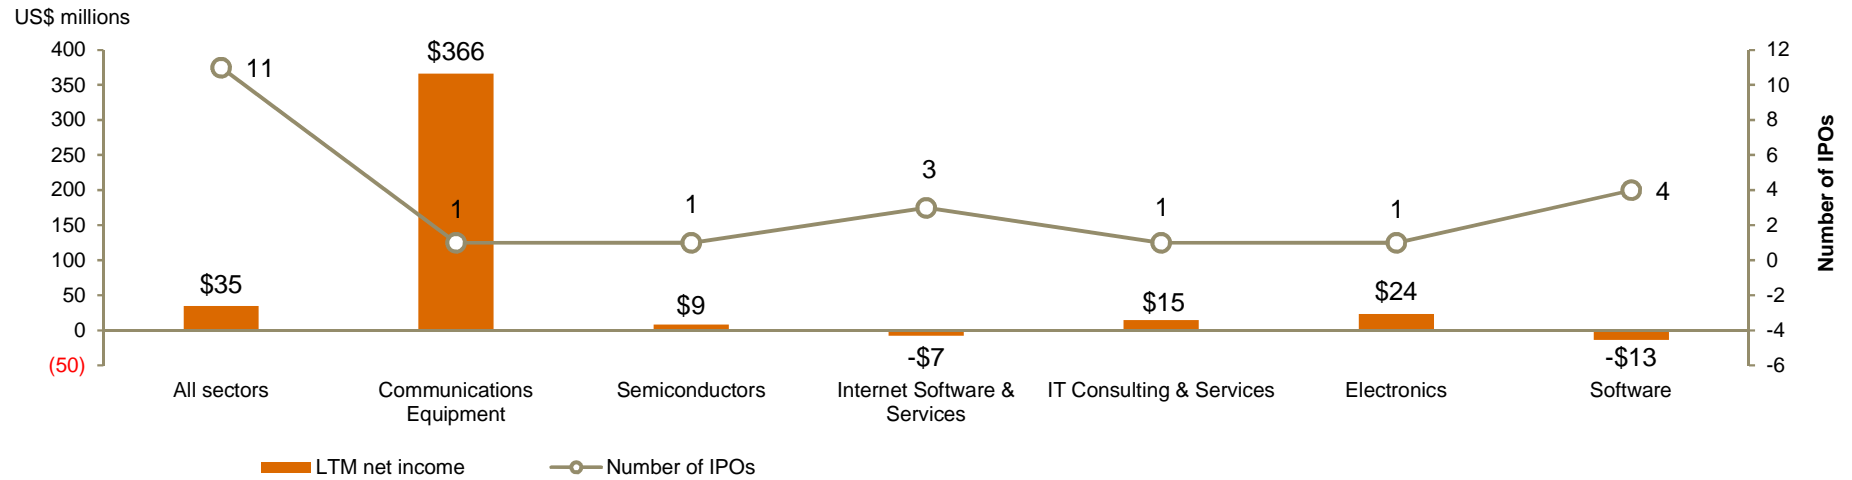 US$ millions
400
350
300
250
200
150
100
50
0
(50)
$35
$366
$9
-$7
$15
$24
-$13
11
1
1
3
1
1
4
12
10
8
6
4
2
0
-2
-4
-6
Number of IPOs
All sectors
Communications
Equipment
Semiconductors
Internet Software &
Services
IT Consulting & Services
Electronics
Software
LTM net income
Number of IPOs